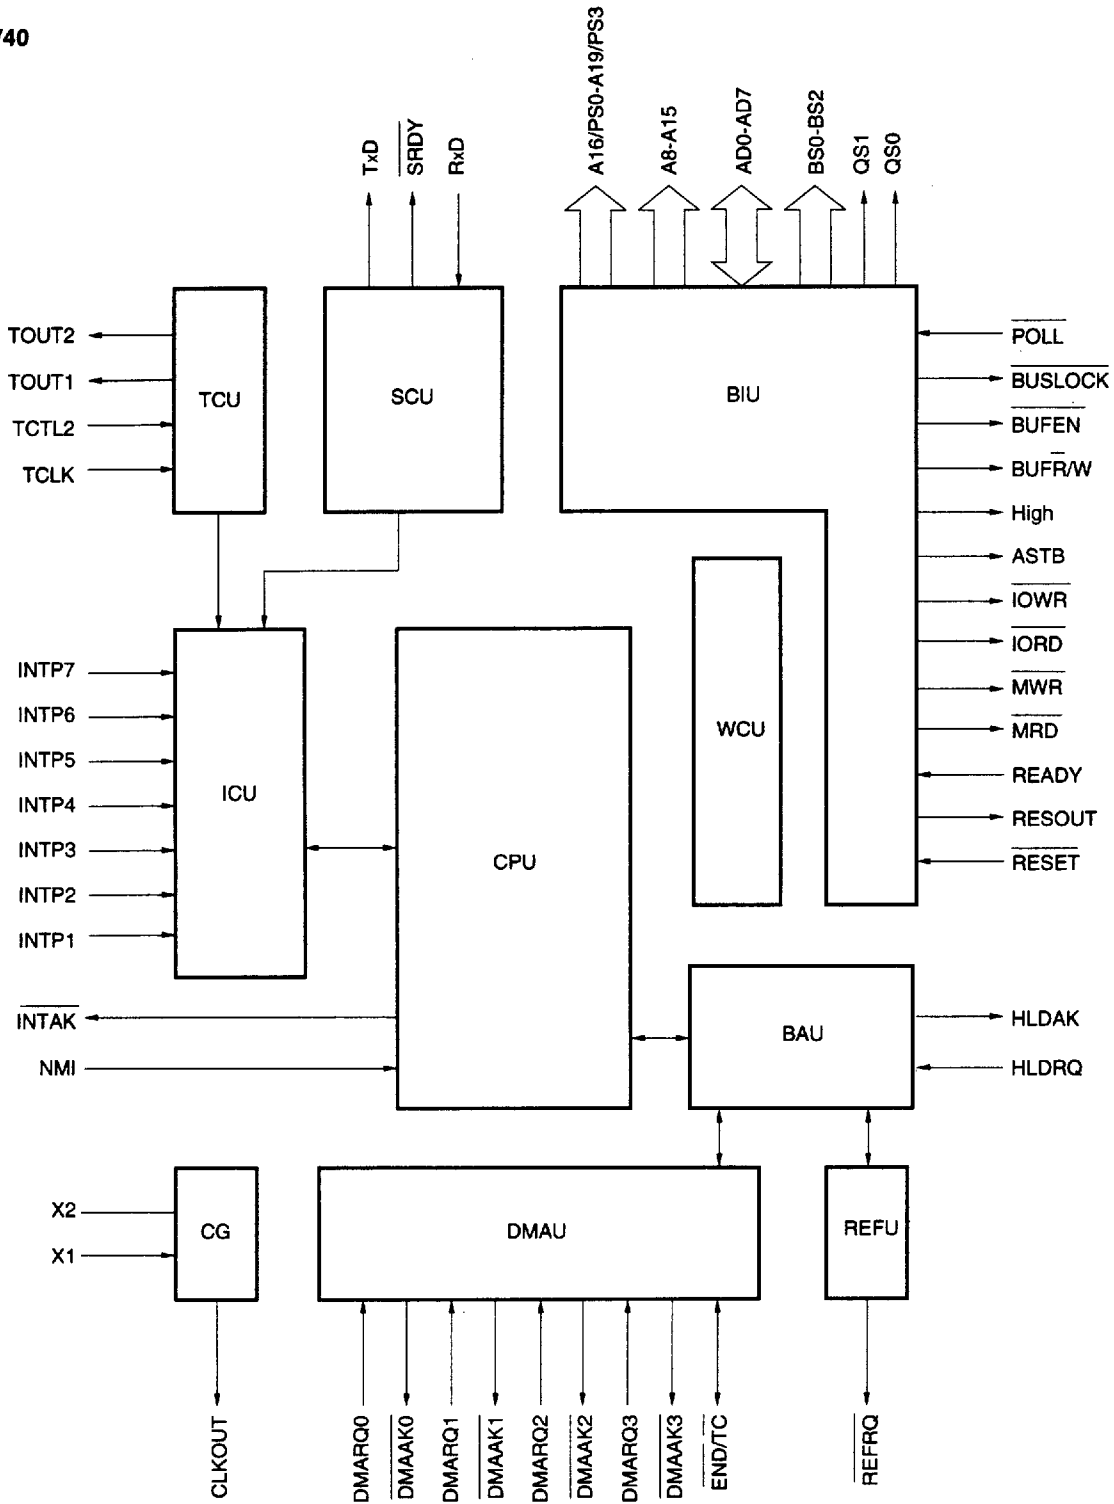 /40
A16/PS0-A19/PS3
A8-A15
AD0-AD7
BS0-BS2
QS1
QS0
TxD
SRDY
RxD
TOUT2
TOUT1
TCTL2
TCLK
TCU
SCU
BIU
POLL
BUSLOCK
BUFEN
BUFR/W
High
ASTB
IOWR
IORD
MWR
MRD
READY
RESOUT
RESET
INTP7
INTP6
INTP5
INTP4
INTP3
INTP2
INTP1
ICU
CPU
WCU
INTAK
NMI
BAU
HLDAK
HLDRQ
X2
X1
CG
DMAU
REFU
CLKOUT
DMARQ0
DMAAK0
DMARQ1
DMAAK1
DMARQ2
DMAAK2
DMARQ3
DMAAK3
END/TC
REFRQ